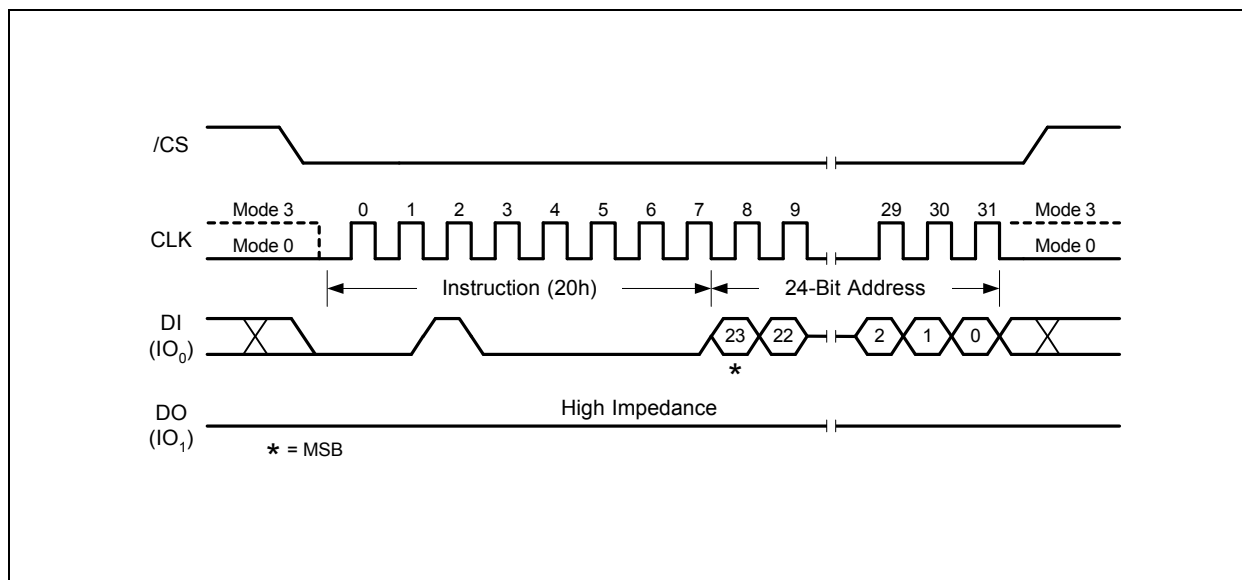 /CS
Mode 3 0 1 2 3 4 5 6 7 8 9 29 30 31 Mode 3
CLK
Mode 0 Mode 0
Instruction (20h) 24-Bit Address
DI
(IO₀)
23 22 2 1 0
*
High Impedance
DO
(IO₁)
* = MSB